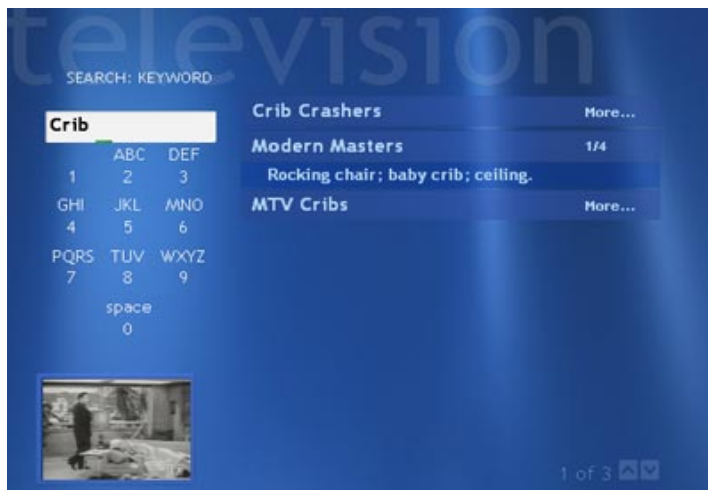 television
SEARCH: KEYWORD
Crib
ABC DEF
1 2 3
GHI JKL MNO
4 5 6
PQRS TUV WXYZ
7 8 9
space
0
Crib Crashers More...
Modern Masters 1/4
Rocking chair; baby crib; ceiling.
MTV Cribs More...
1 of 3